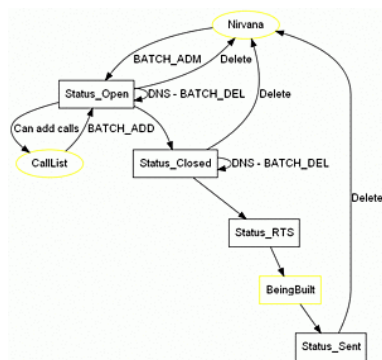 Nirvana
BATCH_ADM
Delete
Status_Open
DNS - BATCH_DEL
Delete
Can add calls
BATCH_ADD
CallList
Status_Closed
DNS - BATCH_DEL
Status_RTS
Delete
BeingBuilt
Status_Sent